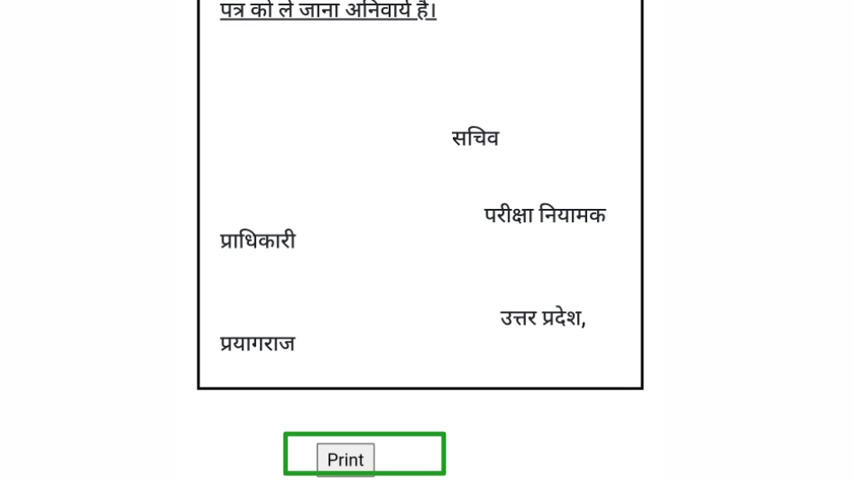 पत्र को ले जाना अनिवार्य है।
सचिव
परीक्षा नियामक
प्राधिकारी
उत्तर प्रदेश,
प्रयागराज
Print